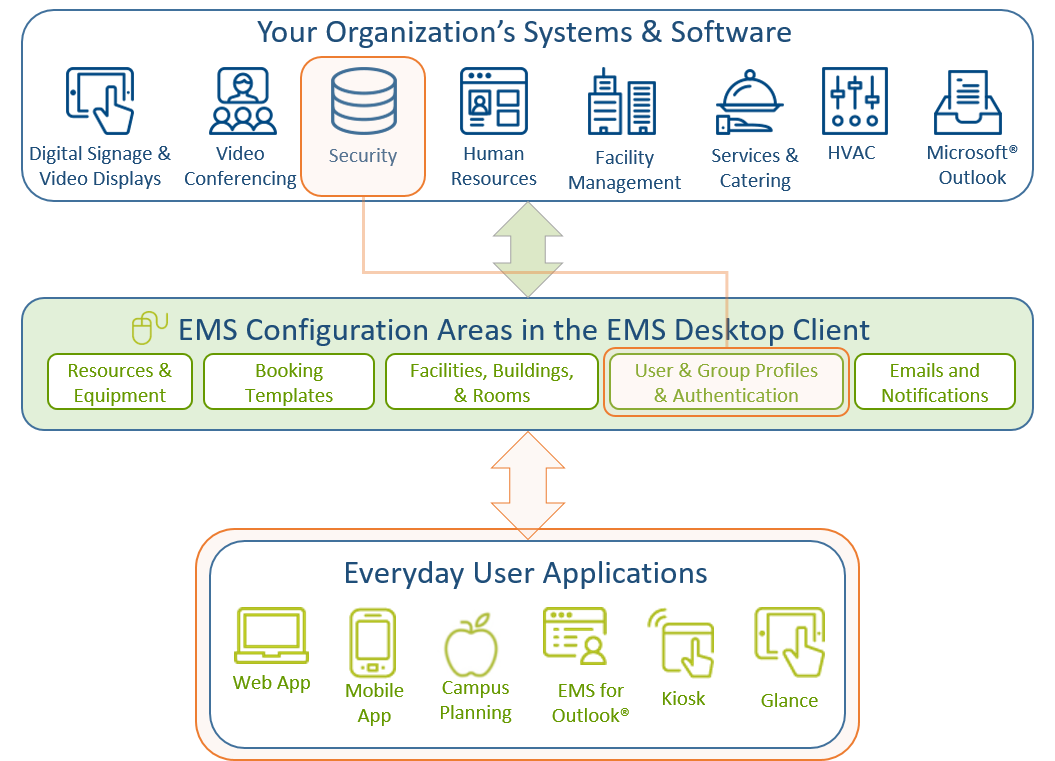 Your Organization's Systems & Software
Digital Signage &
Video Displays
Video
Conferencing
Security
Human
Resources
Facility
Management
Services &
Catering
HVAC
Microsoft®
Outlook
EMS Configuration Areas in the EMS Desktop Client
Resources &
Equipment
Booking
Templates
Facilities, Buildings,
& Rooms
User & Group Profiles
& Authentication
Emails and
Notifications
Everyday User Applications
Web App
Mobile
App
Campus
Planning
EMS for
Outlook®
Kiosk
Glance